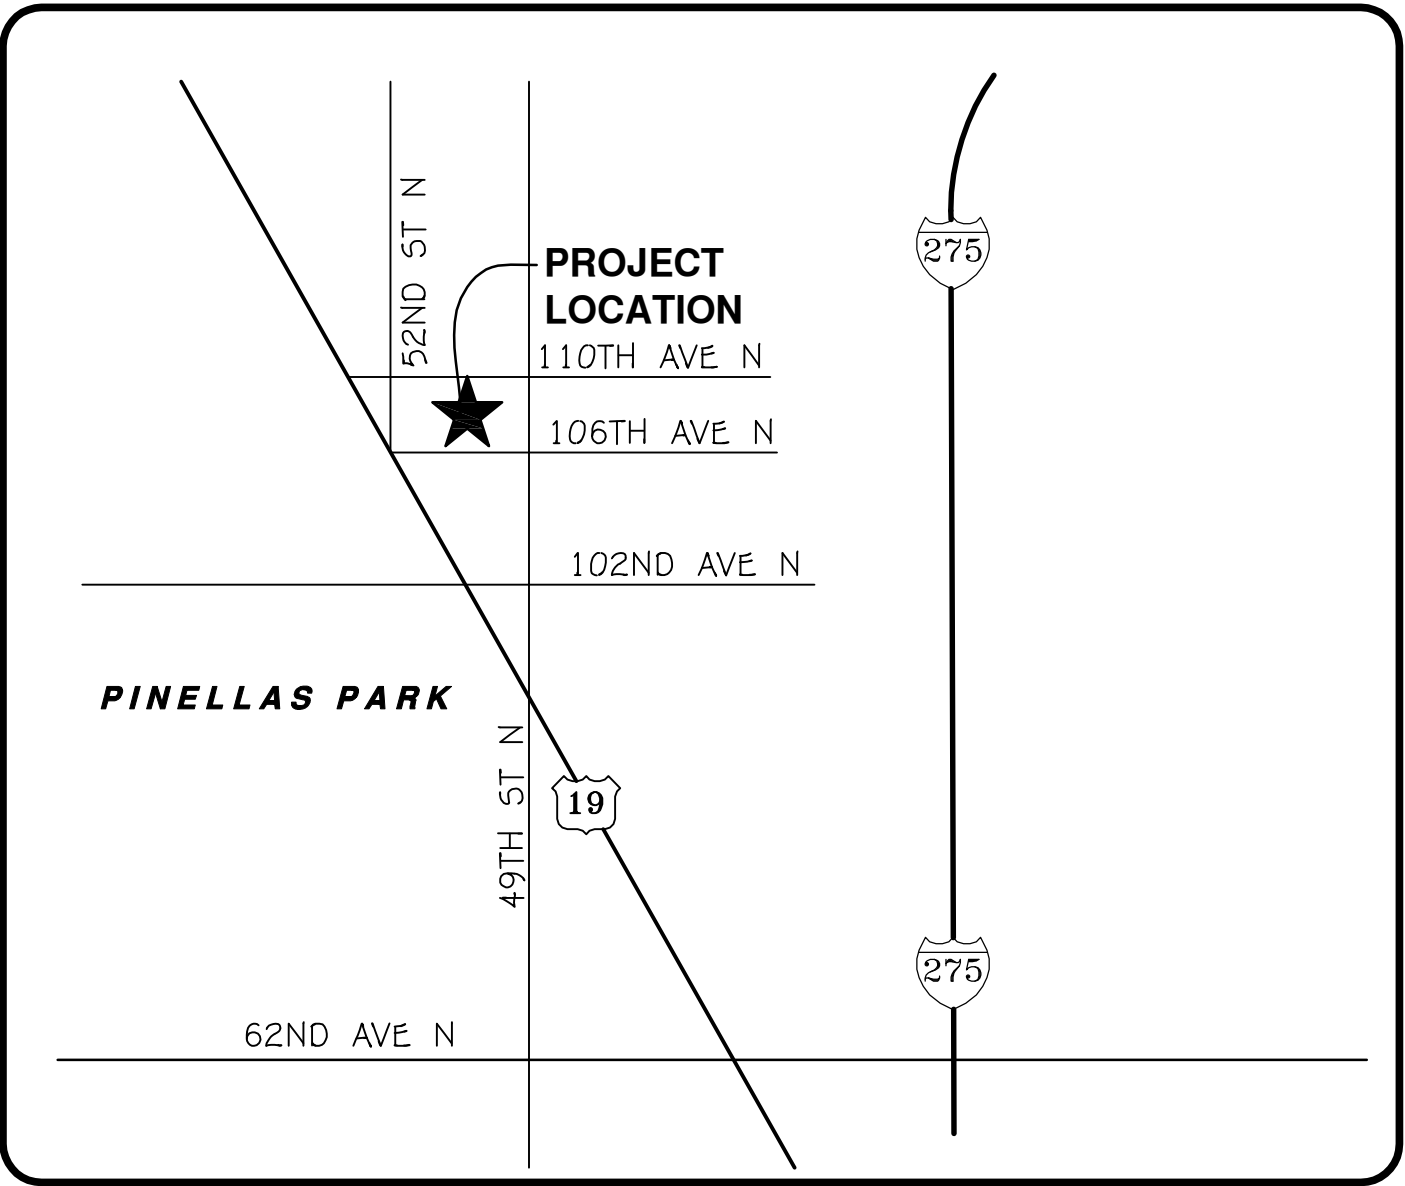 52ND ST N
275
PROJECT
LOCATION
110TH AVE N
106TH AVE N
102ND AVE N
PINELLAS PARK
49TH ST N
19
275
62ND AVE N